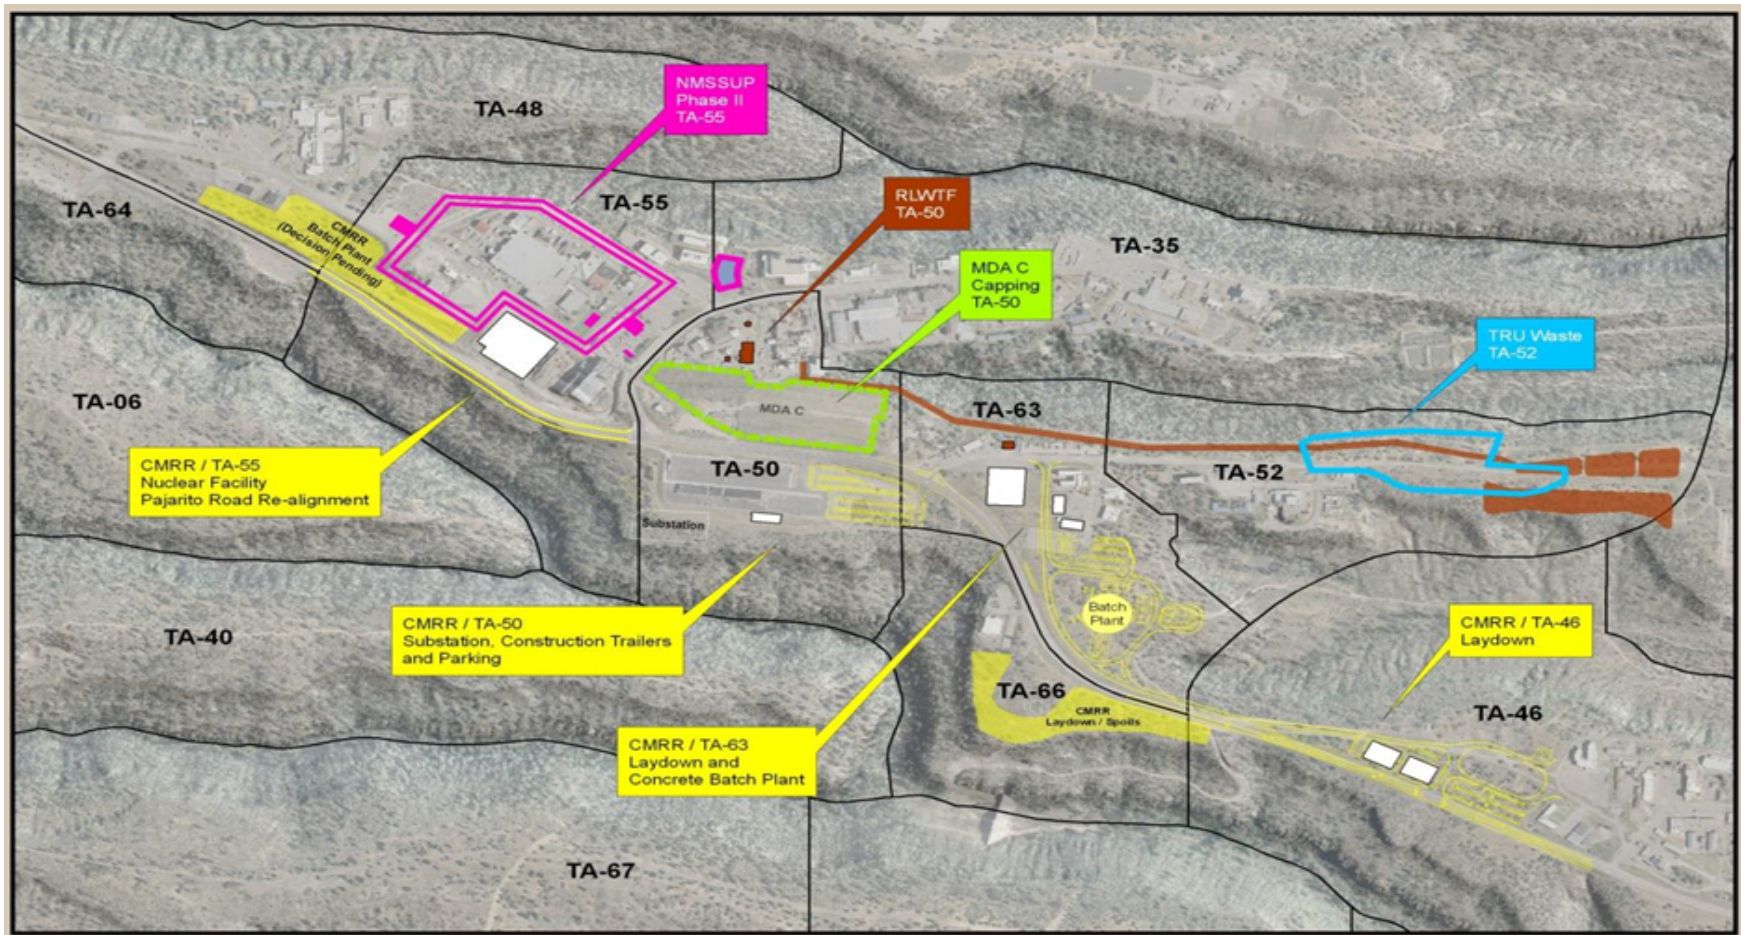 NMSSUP
Phase II
TA-55
TA-48
RLWTF
TA-50
TA-64
TA-55
CMRR
Batch Plant
(Decision Pending)
TA-35
MDA C
Capping
TA-50
TRU Waste
TA-52
TA-06
MDA C
TA-63
CMRR / TA-55
Nuclear Facility
Pajarito Road Re-alignment
TA-50
TA-52
Substation
CMRR / TA-50
Substation, Construction Trailers
and Parking
Batch
Plant
CMRR / TA-46
Laydown
TA-40
TA-66
CMRR
Laydown / Spoils
TA-46
CMRR / TA-63
Laydown and
Concrete Batch Plant
TA-67